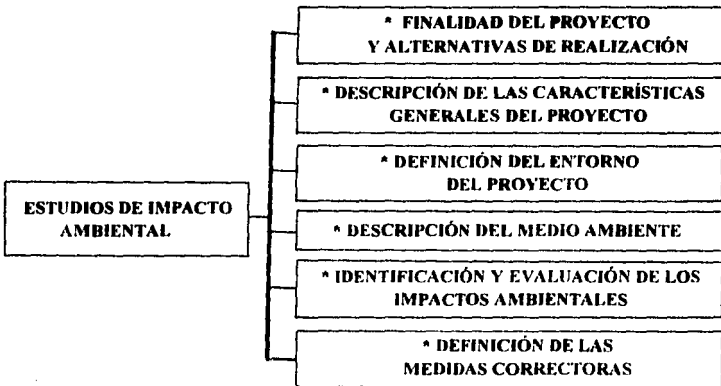 * FINALIDAD DEL PROYECTO
Y ALTERNATIVAS DE REALIZACIÓN
* DESCRIPCIÓN DE LAS CARACTERÍSTICAS
GENERALES DEL PROYECTO
* DEFINICIÓN DEL ENTORNO
DEL PROYECTO
ESTUDIOS DE IMPACTO
AMBIENTAL
* DESCRIPCIÓN DEL MEDIO AMBIENTE
* IDENTIFICACIÓN Y EVALUACIÓN DE LOS
IMPACTOS AMBIENTALES
* DEFINICIÓN DE LAS
MEDIDAS CORRECTORAS